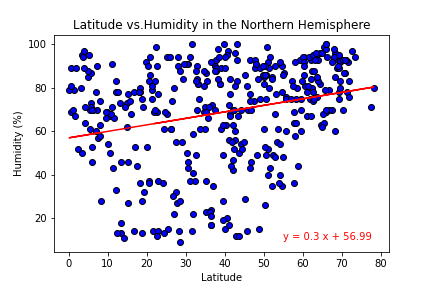 Latitude vs.Humidity in the Northern Hemisphere
100
80
60
40
20
Humidity (%)
y = 0.3 x + 56.99
0 10 20 30 40 50 60 70 80
Latitude